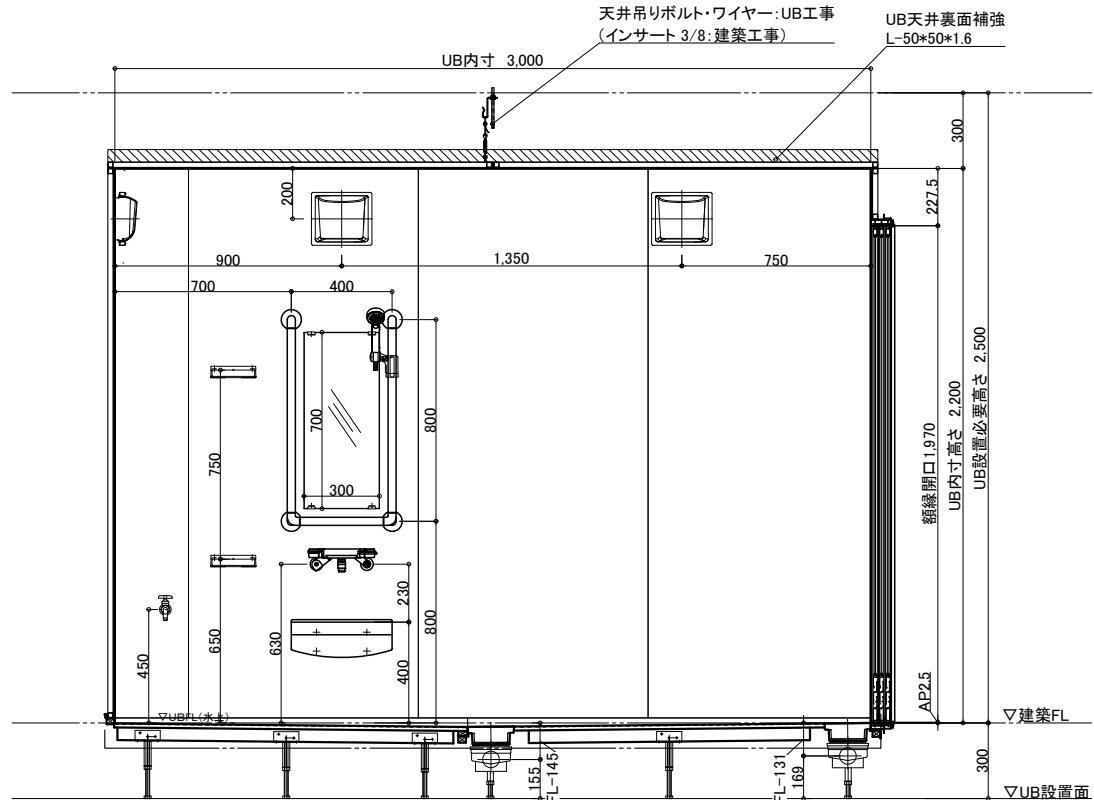 天井吊りボルト・ワイヤー:UB工事
(インサート 3/8:建築工事)
UB天井裏面補強
L-50*50*1.6
UB内寸 3,000
300
200
227.5
900
1,350
750
700
400
800
700
300
750
額縁開口1,970
UB内寸高さ 2,200
UB設置必要高さ 2,500
230
800
630
650
450
400
AP2.5
▽UBFL(水上)
▽建築FL
155
FL-145
FL-131
169
300
▽UB設置面